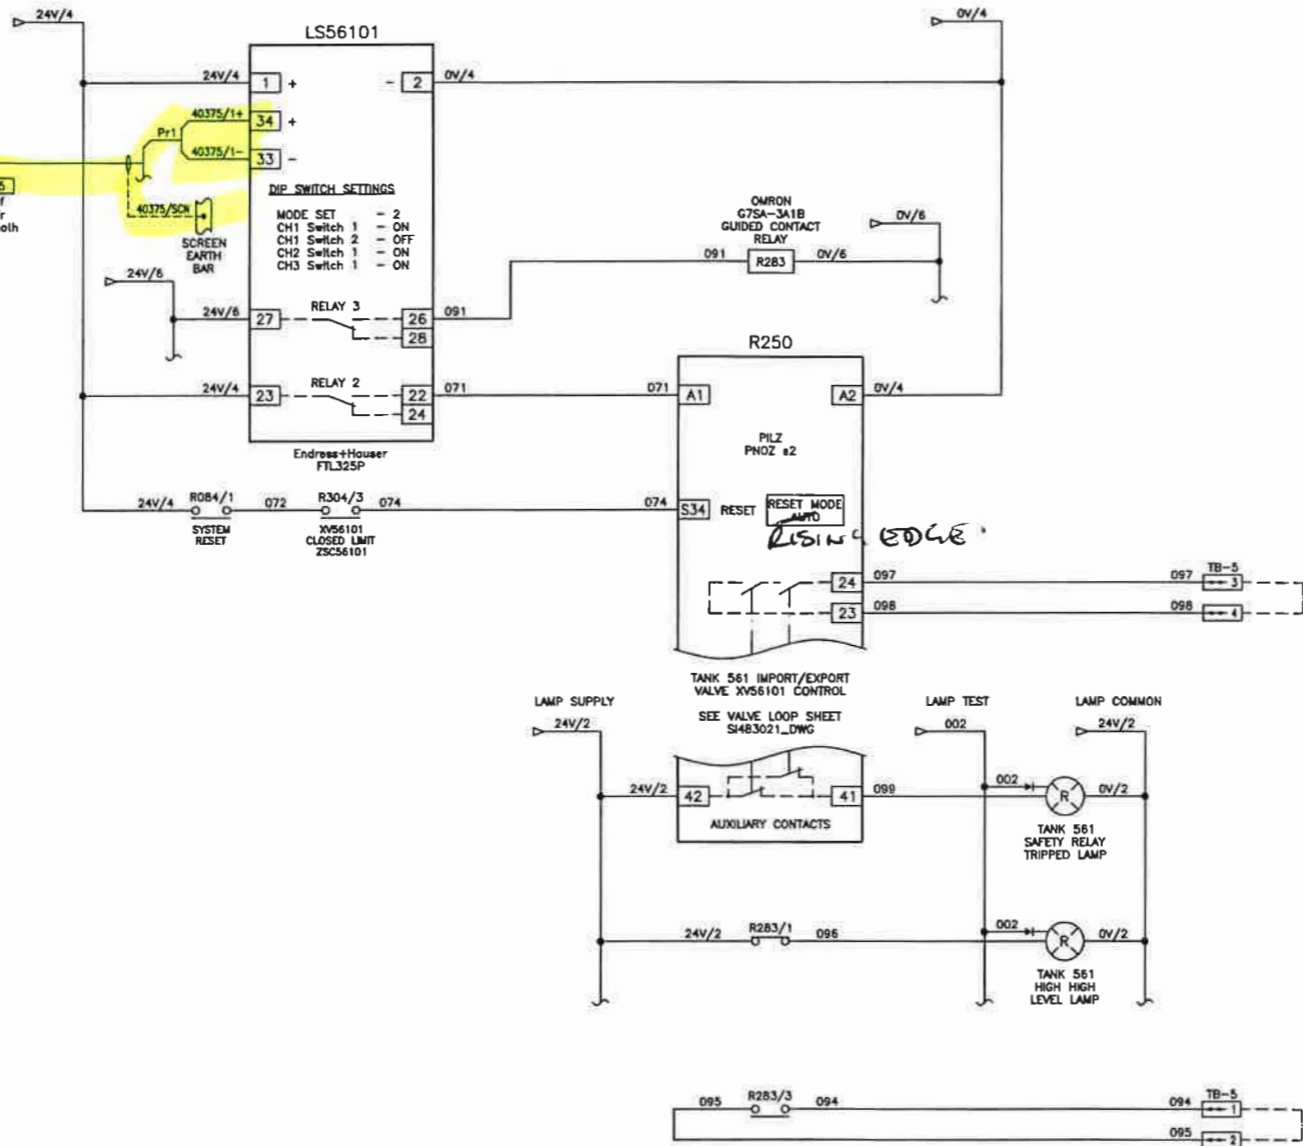 24V/4
0V/4
LS56101
24V/4
1
+
-
2
0V/4
40375/1+
34
+
Pr1
40375/1-
33
-
40375/SCN
SCREEN
EARTH
BAR
DIP SWITCH SETTINGS
MODE SET - 2
CH1 Switch 1 - ON
CH1 Switch 2 - OFF
CH2 Switch 1 - ON
CH3 Switch 1 - ON
OMRON
G7SA-3A1B
GUIDED CONTACT
RELAY
0V/6
091
R283
0V/6
24V/6
24V/6
27
RELAY 3
26
091
28
R250
24V/4
23
RELAY 2
22
071
24
071
A1
A2
0V/4
Endress+Hauser
FTL325P
PILZ
PNOZ s2
24V/4
R084/1
072
R304/3
074
SYSTEM
RESET
XV56101
CLOSED LIMIT
ZSC56101
074
S34
RESET
RESET MODE
AUTO
RISING EDGE
24
097
097
TB-5
3
23
098
098
4
TANK 561 IMPORT/EXPORT
VALVE XV56101 CONTROL
SEE VALVE LOOP SHEET
SI483021_DWG
LAMP SUPPLY
24V/2
LAMP TEST
002
LAMP COMMON
24V/2
24V/2
42
41
099
AUXILIARY CONTACTS
002
R
0V/2
TANK 561
SAFETY RELAY
TRIPPED LAMP
24V/2
R283/1
096
002
R
0V/2
TANK 561
HIGH HIGH
LEVEL LAMP
095
R283/3
094
094
TB-5
1
095
2